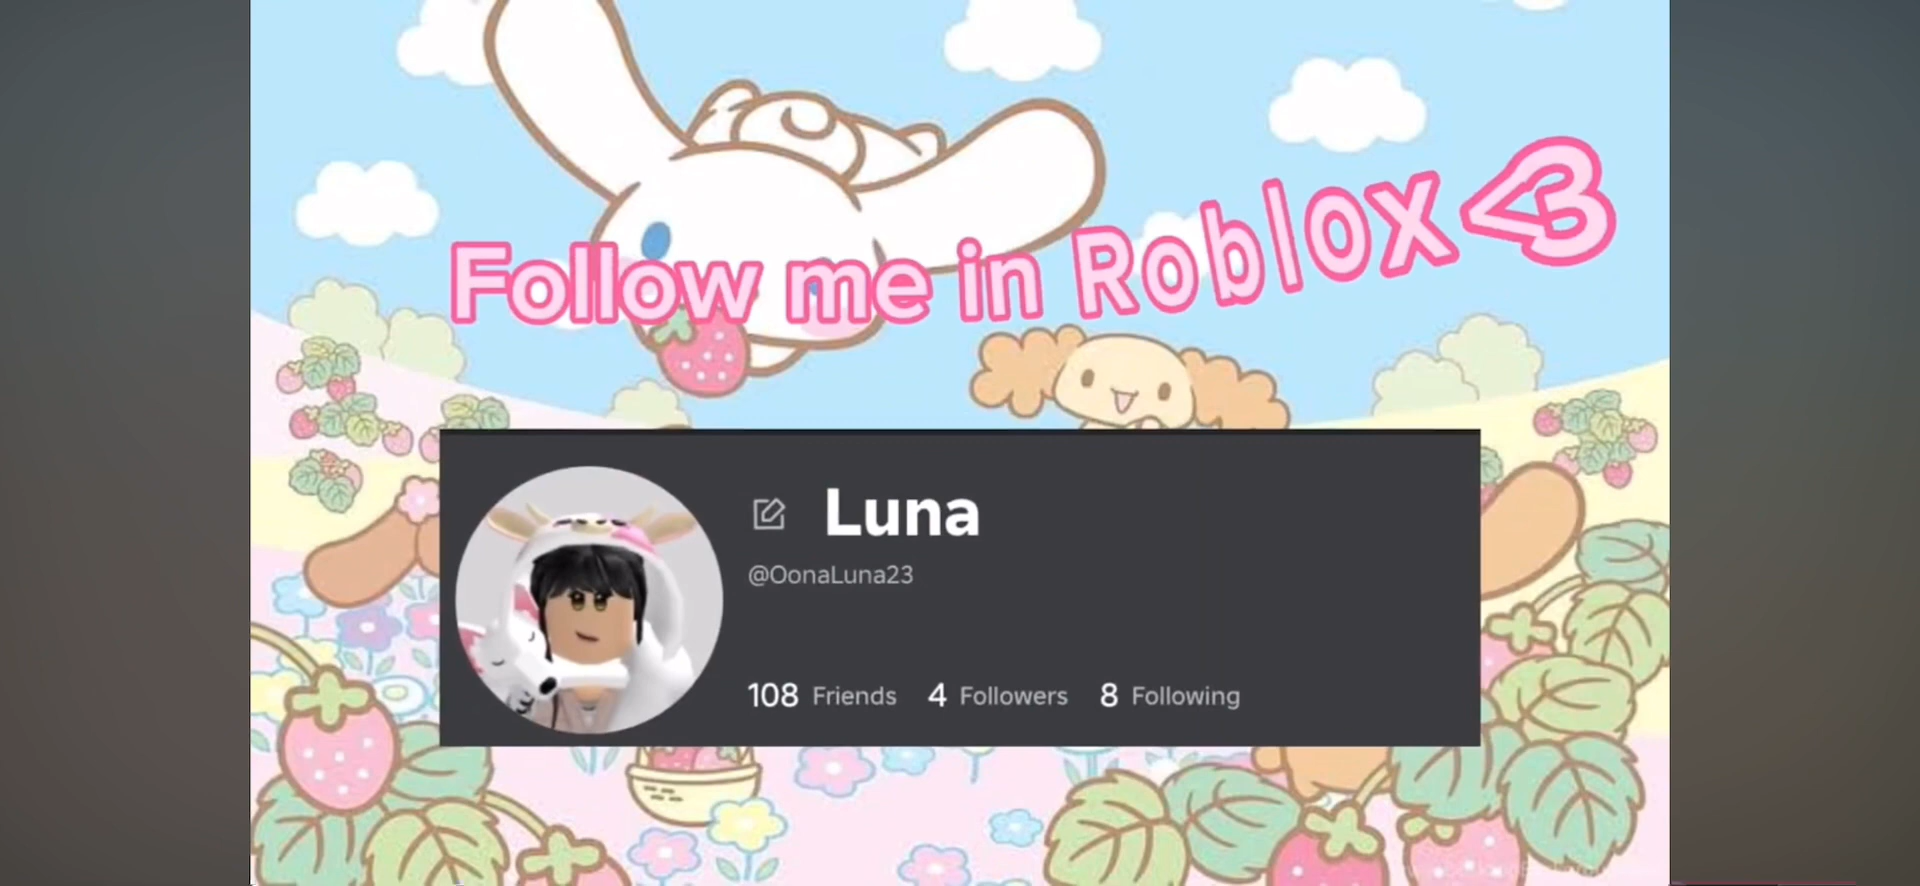 Follow me in Roblox <3
Luna
@OonaLuna23
108 Friends 4 Followers 8 Following